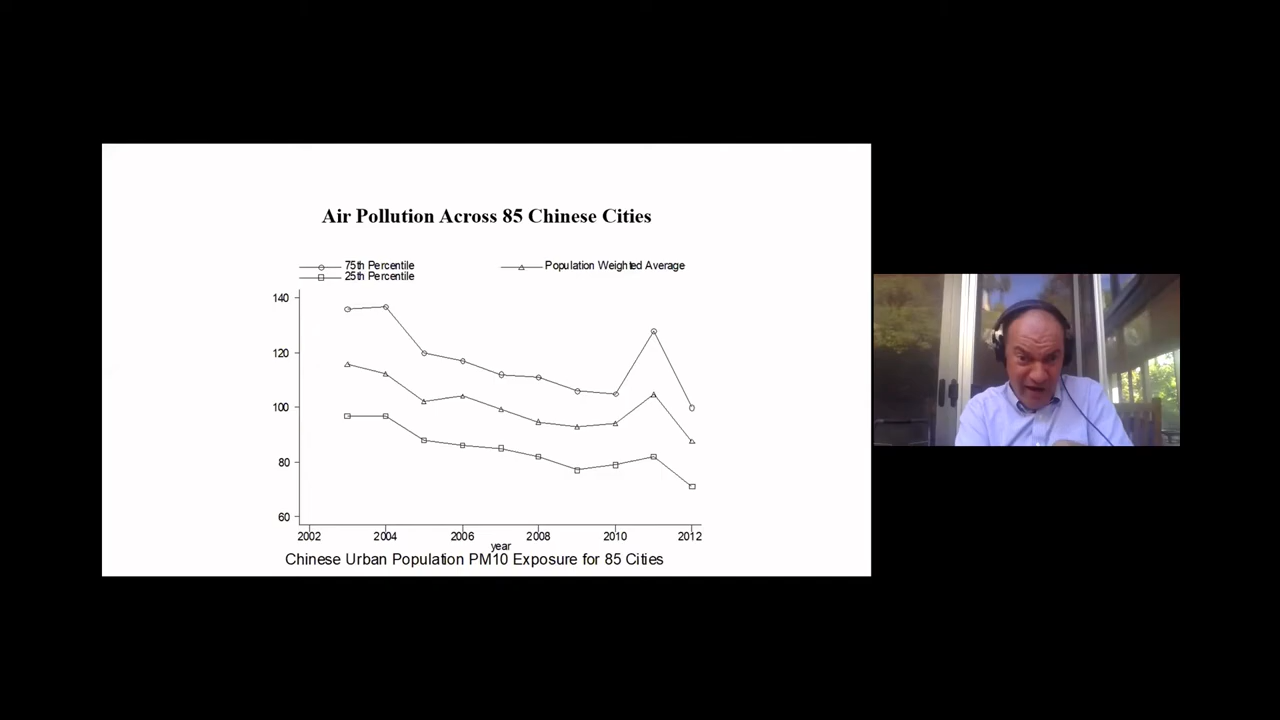 Air Pollution Across 85 Chinese Cities
75th Percentile
Population Weighted Average
25th Percentile
140
120
100
80
60
2002 2004 2006 2008 2010 2012
year
Chinese Urban Population PM10 Exposure for 85 Cities